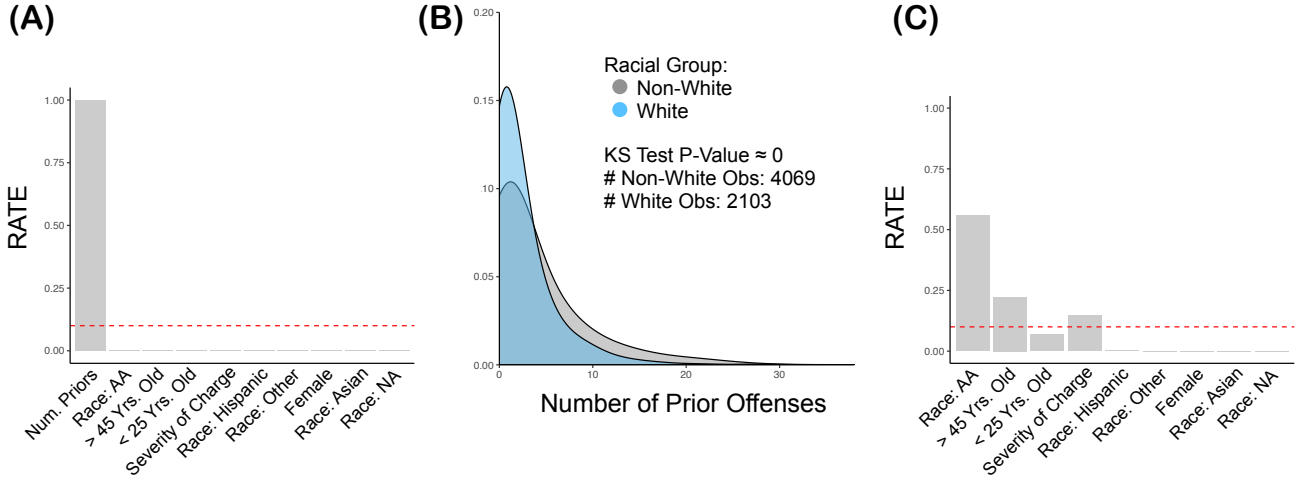 (A)
RATE
1.00
0.75
0.50
0.25
0.00
Num. Priors
Race: AA
> 45 Yrs. Old
< 25 Yrs. Old
Severity of Charge
Race: Hispanic
Race: Other
Female
Race: Asian
Race: NA
(B)
0.20
0.15
0.10
0.05
0.00
0
10
20
30
Number of Prior Offenses
Racial Group:
Non-White
White
KS Test P-Value ≈ 0
# Non-White Obs: 4069
# White Obs: 2103
(C)
RATE
1.00
0.75
0.50
0.25
0.00
Race: AA
> 45 Yrs. Old
< 25 Yrs. Old
Severity of Charge
Race: Hispanic
Race: Other
Female
Race: Asian
Race: NA